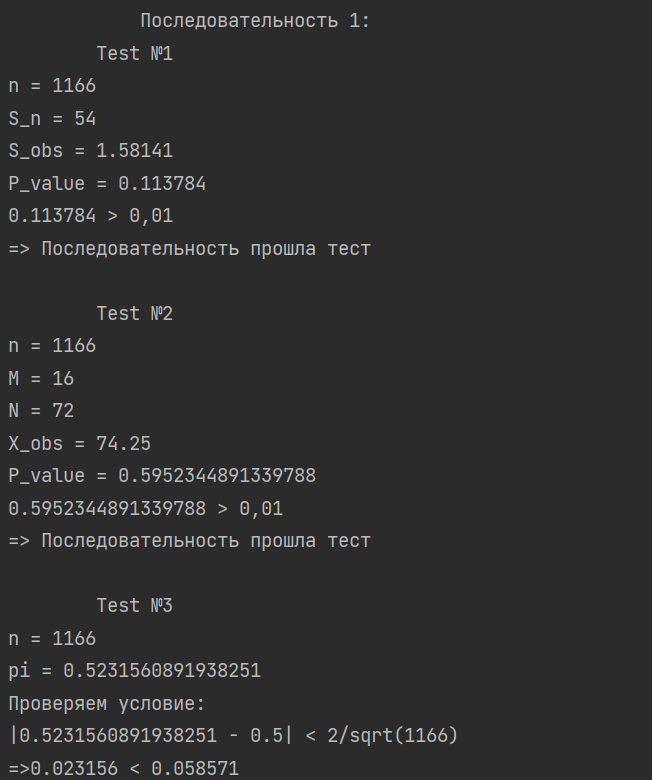 Последовательность 1:
Test №1
n = 1166
S_n = 54
S_obs = 1.58141
P_value = 0.113784
0.113784 > 0,01
=> Последовательность прошла тест
Test №2
n = 1166
M = 16
N = 72
X_obs = 74.25
P_value = 0.5952344891339788
0.5952344891339788 > 0,01
=> Последовательность прошла тест
Test №3
n = 1166
pi = 0.5231560891938251
Проверяем условие:
|0.5231560891938251 - 0.5| < 2/sqrt(1166)
=>0.023156 < 0.058571